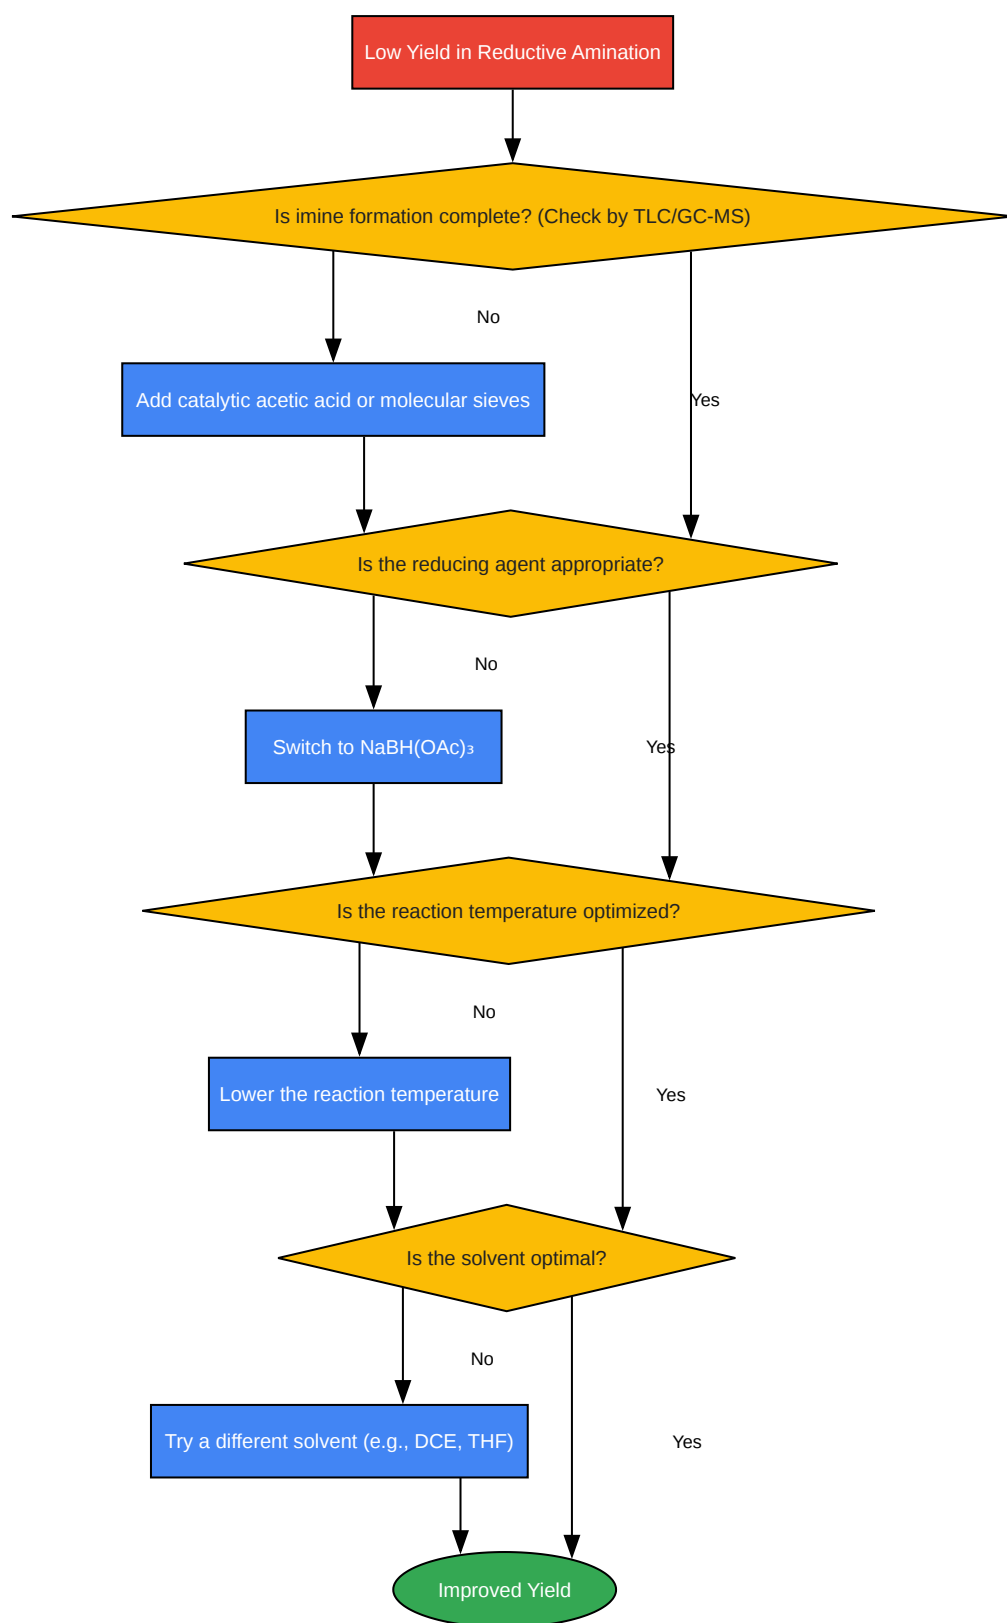 Low Yield in Reductive Amination
Is imine formation complete? (Check by TLC/GC-MS)
No
Add catalytic acetic acid or molecular sieves
Yes
Is the reducing agent appropriate?
No
Switch to NaBH(OAc)₃
Yes
Is the reaction temperature optimized?
No
Lower the reaction temperature
Yes
Is the solvent optimal?
No
Try a different solvent (e.g., DCE, THF)
Yes
Improved Yield